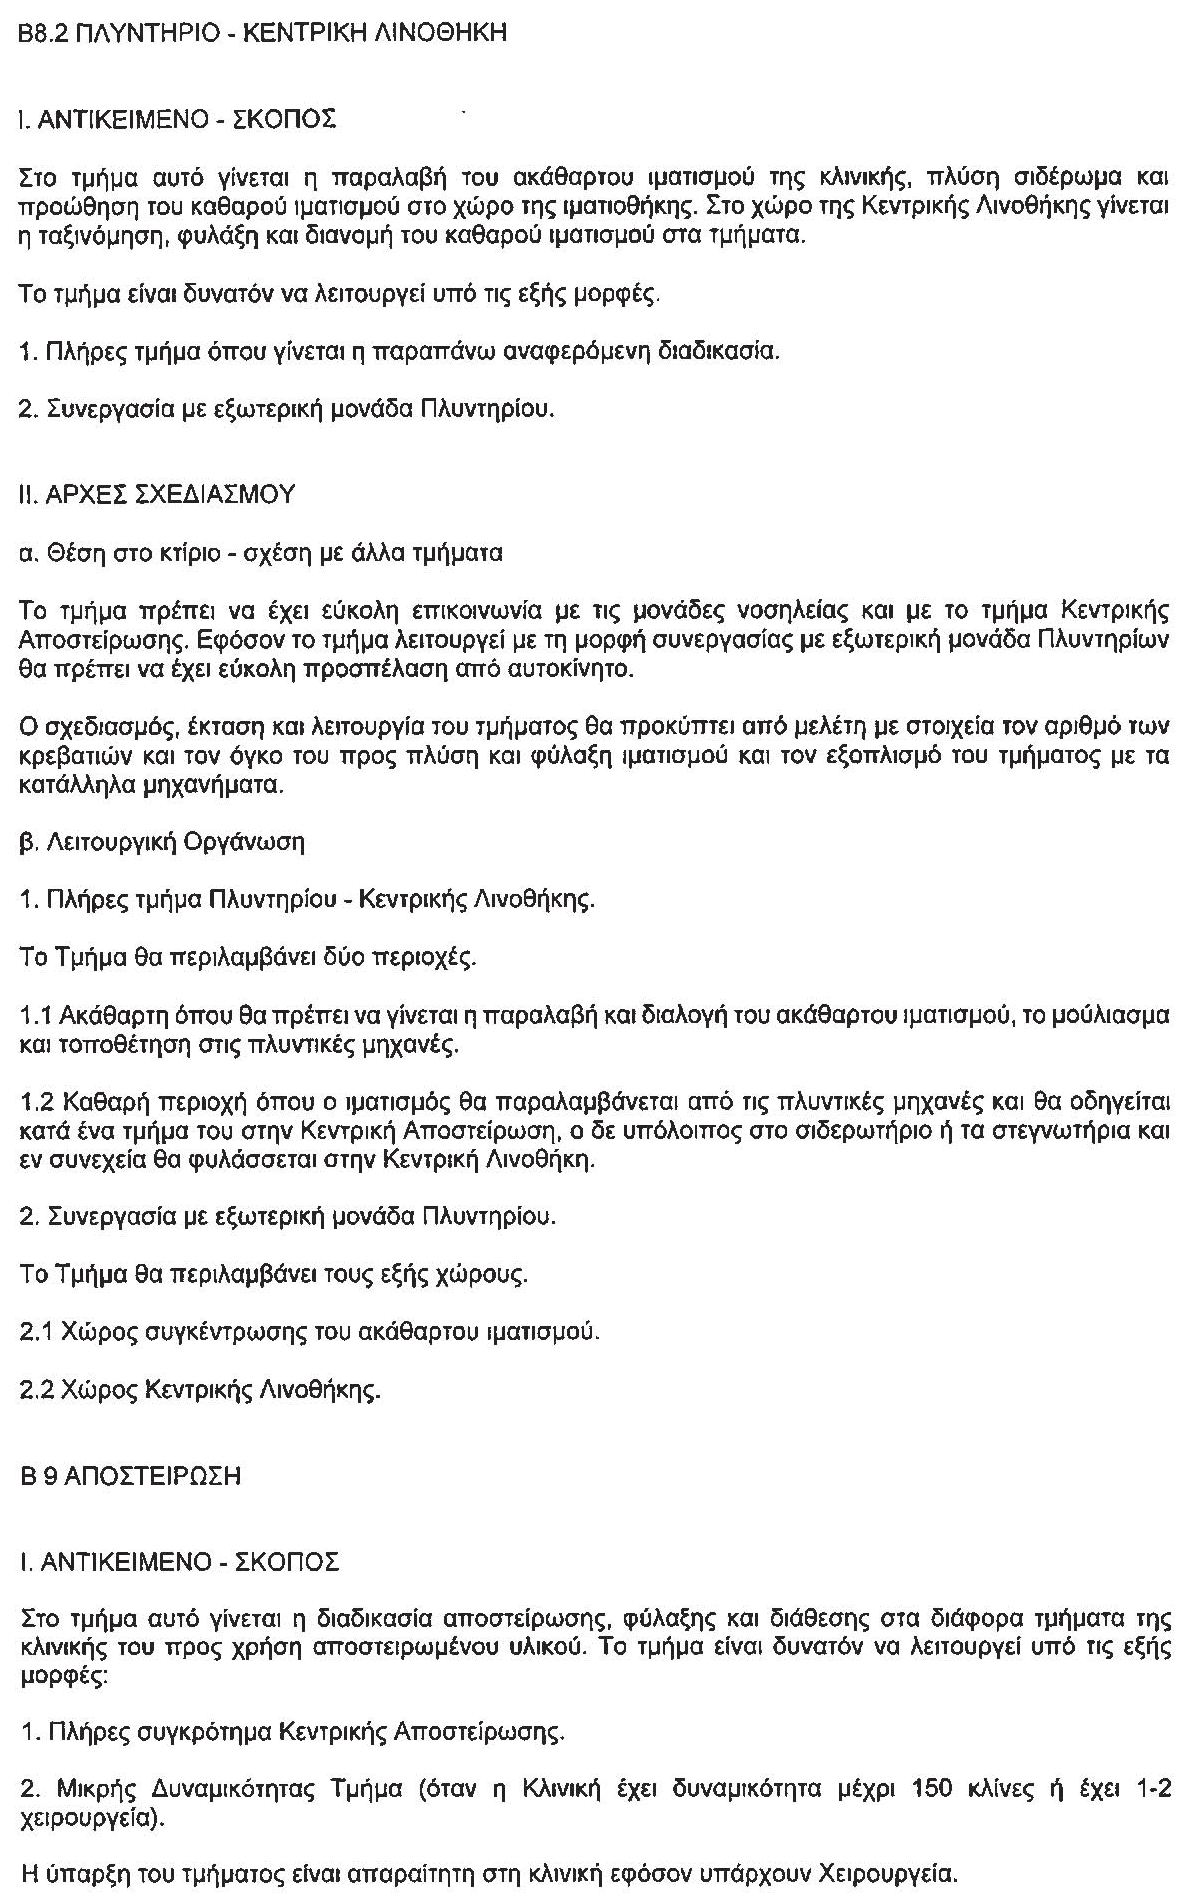 Β8.2 ΠΛΥΝΤΗΡΙΟ - ΚΕΝΤΡΙΚΗ ΛΙΝΟΘΗΚΗ
Ι. ΑΝΤΙΚΕΙΜΕΝΟ - ΣΚΟΠΟΣ
Στο τμήμα αυτό γίνεται η παραλαβή του ακάθαρτου ιματισμού της κλινικής, πλύση σιδέρωμα και
προώθηση του καθαρού ιματισμού στο χώρο της ιματιοθήκης. Στο χώρο της Κεντρικής Λινοθήκης γίνεται
η ταξινόμηση, φυλάξη και διανομή του καθαρού ιματισμού στα τμήματα.
Το τμήμα είναι δυνατόν να λειτουργεί υπό τις εξής μορφές.
1. Πλήρες τμήμα όπου γίνεται η παραπάνω αναφερόμενη διαδικασία.
2. Συνεργασία με εξωτερική μονάδα Πλυντηρίου.
ΙΙ. ΑΡΧΕΣ ΣΧΕΔΙΑΣΜΟΥ
α. Θέση στο κτίριο - σχέση με άλλα τμήματα
Το τμήμα πρέπει να έχει εύκολη επικοινωνία με τις μονάδες νοσηλείας και με το τμήμα Κεντρικής
Αποστείρωσης. Εφόσον το τμήμα λειτουργεί με τη μορφή συνεργασίας με εξωτερική μονάδα Πλυντηρίων
θα πρέπει να έχει εύκολη προσπέλαση από αυτοκίνητο.
Ο σχεδιασμός, έκταση και λειτουργία του τμήματος θα προκύπτει από μελέτη με στοιχεία τον αριθμό των
κρεβατιών και τον όγκο του προς πλύση και φύλαξη ιματισμού και τον εξοπλισμό του τμήματος με τα
κατάλληλα μηχανήματα.
β. Λειτουργική Οργάνωση
1. Πλήρες τμήμα Πλυντηρίου - Κεντρικής Λινοθήκης.
Το Τμήμα θα περιλαμβάνει δύο περιοχές.
1.1 Ακάθαρτη όπου θα πρέπει να γίνεται η παραλαβή και διαλογή του ακάθαρτου ιματισμού, το μούλιασμα
και τοποθέτηση στις πλυντικές μηχανές.
1.2 Καθαρή περιοχή όπου ο ιματισμός θα παραλαμβάνεται από τις πλυντικές μηχανές και θα οδηγείται
κατά ένα τμήμα του στην Κεντρική Αποστείρωση, ο δε υπόλοιπος στο σιδερωτήριο ή τα στεγνωτήρια και
εν συνεχεία θα φυλάσσεται στην Κεντρική Λινοθήκη.
2. Συνεργασία με εξωτερική μονάδα Πλυντηρίου.
Το Τμήμα θα περιλαμβάνει τους εξής χώρους.
2.1 Χώρος συγκέντρωσης του ακάθαρτου ιματισμού.
2.2 Χώρος Κεντρικής Λινοθήκης.
Β 9 ΑΠΟΣΤΕΙΡΩΣΗ
Ι. ΑΝΤΙΚΕΙΜΕΝΟ - ΣΚΟΠΟΣ
Στο τμήμα αυτό γίνεται η διαδικασία αποστείρωσης, φύλαξης και διάθεσης στα διάφορα τμήματα της
κλινικής του προς χρήση αποστειρωμένου υλικού. Το τμήμα είναι δυνατόν να λειτουργεί υπό τις εξής
μορφές:
1. Πλήρες συγκρότημα Κεντρικής Αποστείρωσης.
2. Μικρής Δυναμικότητας Τμήμα (όταν η Κλινική έχει δυναμικότητα μέχρι 150 κλίνες ή έχει 1-2
χειρουργεία).
Η ύπαρξη του τμήματος είναι απαραίτητη στη κλινική εφόσον υπάρχουν Χειρουργεία.